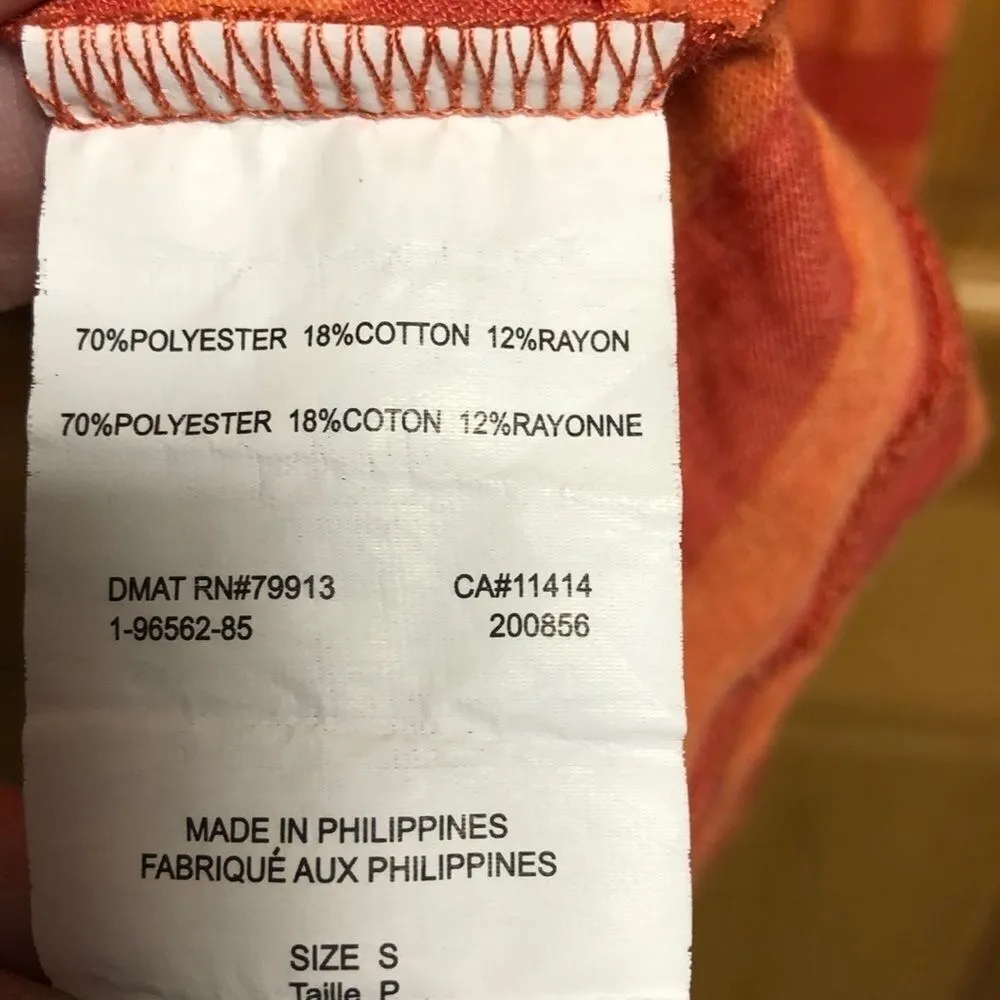 70%POLYESTER 18%COTTON 12%RAYON
70%POLYESTER 18%COTON 12%RAYONNE
DMAT RN#79913 CA#11414
1-96562-85 200856
MADE IN PHILIPPINES
FABRIQUÉ AUX PHILIPPINES
SIZE S
Taille P